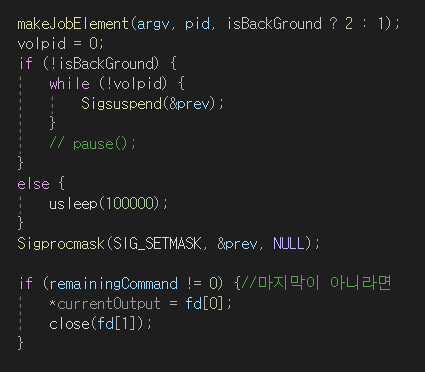 makeJobElement(argv, pid, isBackGround ? 2 : 1);
volpid = 0;
if (!isBackGround) {
while (!volpid) {
Sigsuspend(&prev);
}
// pause();
}
else {
usleep(100000);
}
Sigprocmask(SIG_SETMASK, &prev, NULL);
if (remainingCommand != 0) {//마지막이 아니라면
*currentOutput = fd[0];
close(fd[1]);
}